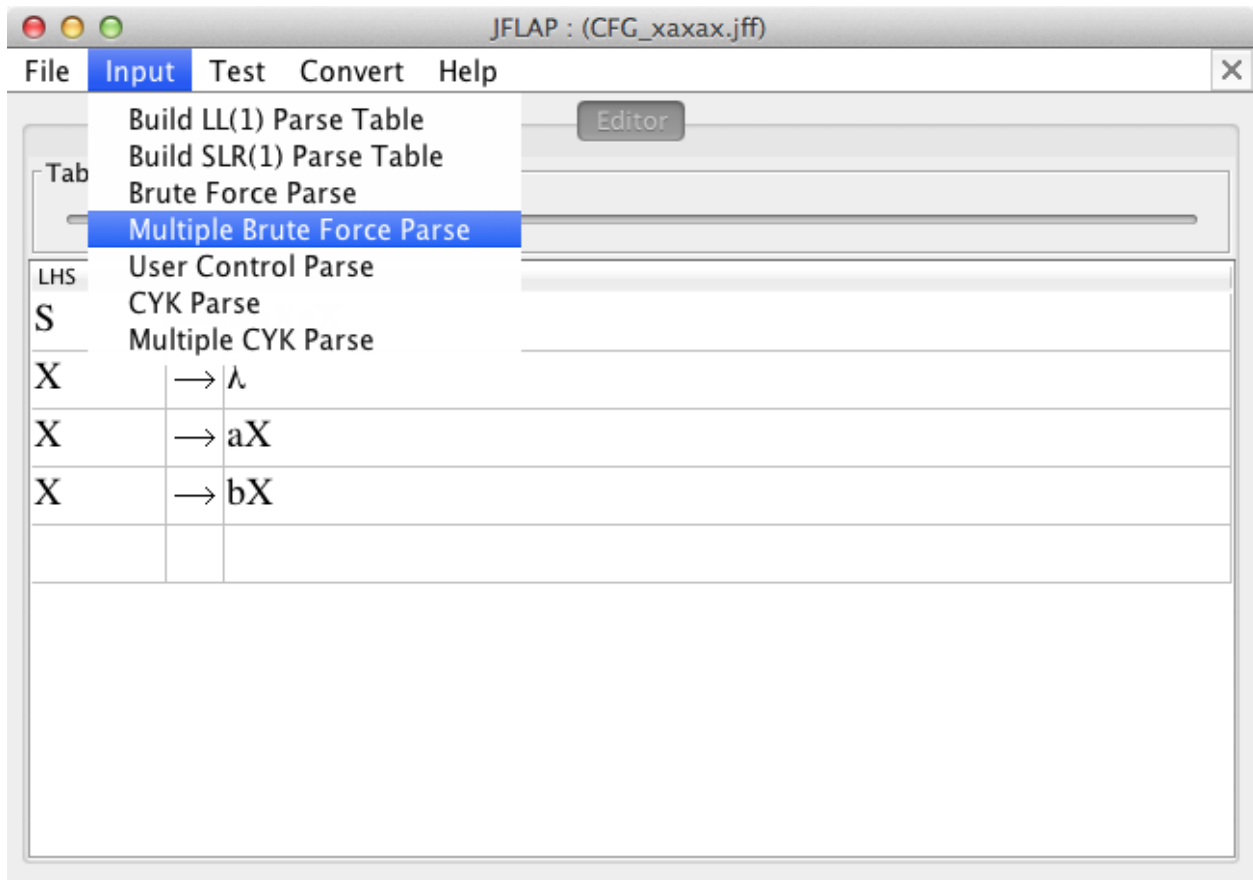 JFLAP : (CFG_xaxax.jff)
File Input Test Convert Help
Build LL(1) Parse Table
Editor
Build SLR(1) Parse Table
Tab
Brute Force Parse
Multiple Brute Force Parse
User Control Parse
LHS
CYK Parse
S
Multiple CYK Parse
X → λ
X → aX
X → bX